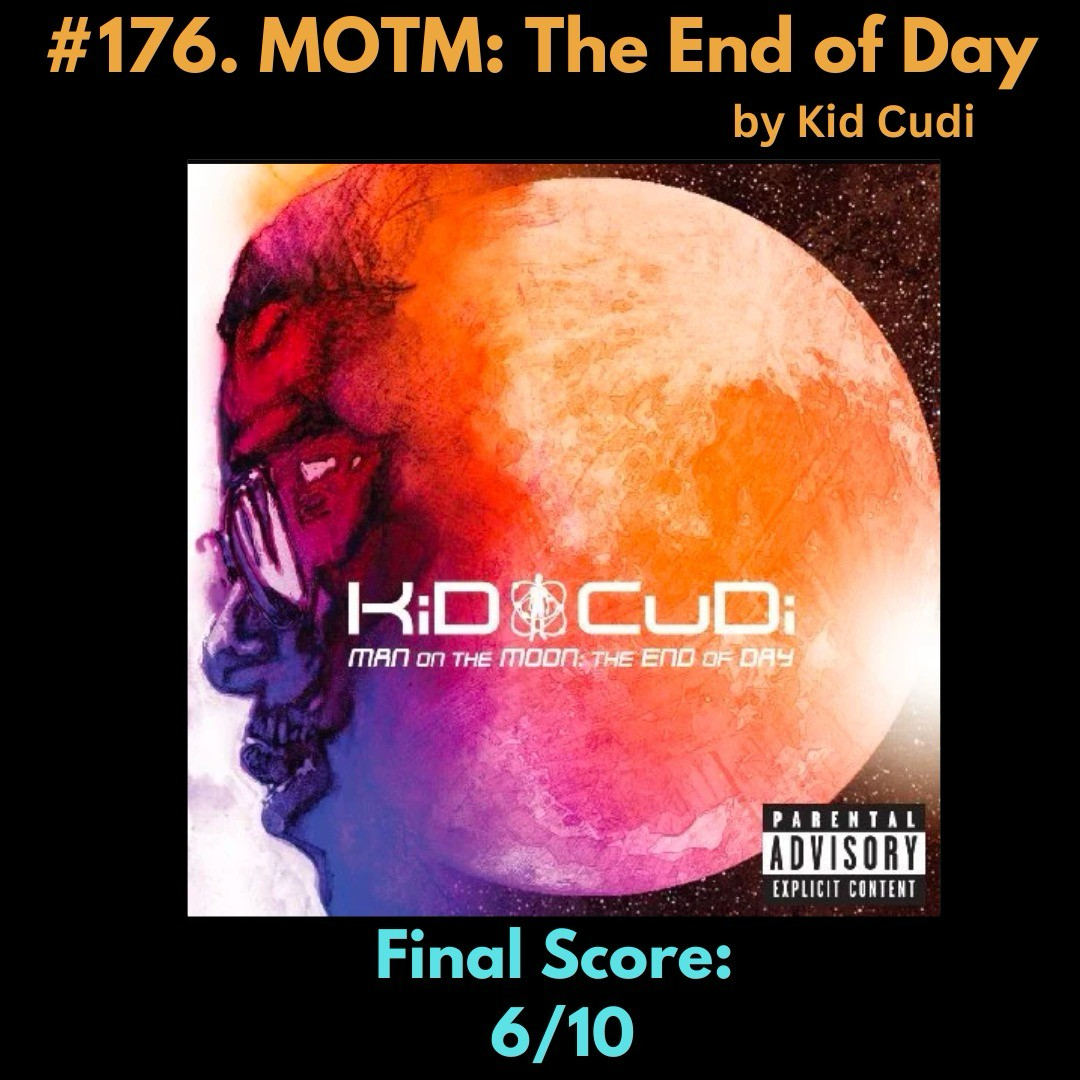 #176. MOTM: The End of Day
by Kid Cudi
KiD CuDi
MAN ON THE MOON: THE END OF DAY
PARENTAL
ADVISORY
EXPLICIT CONTENT
Final Score:
6/10